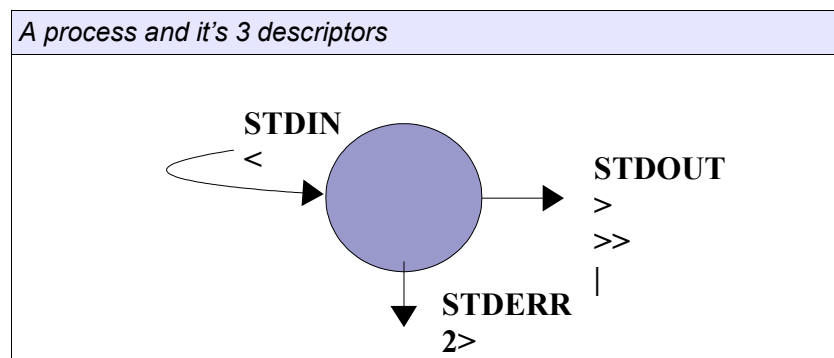 A process and it's 3 descriptors
STDIN
<
STDOUT
>
>>
|
STDERR
2>